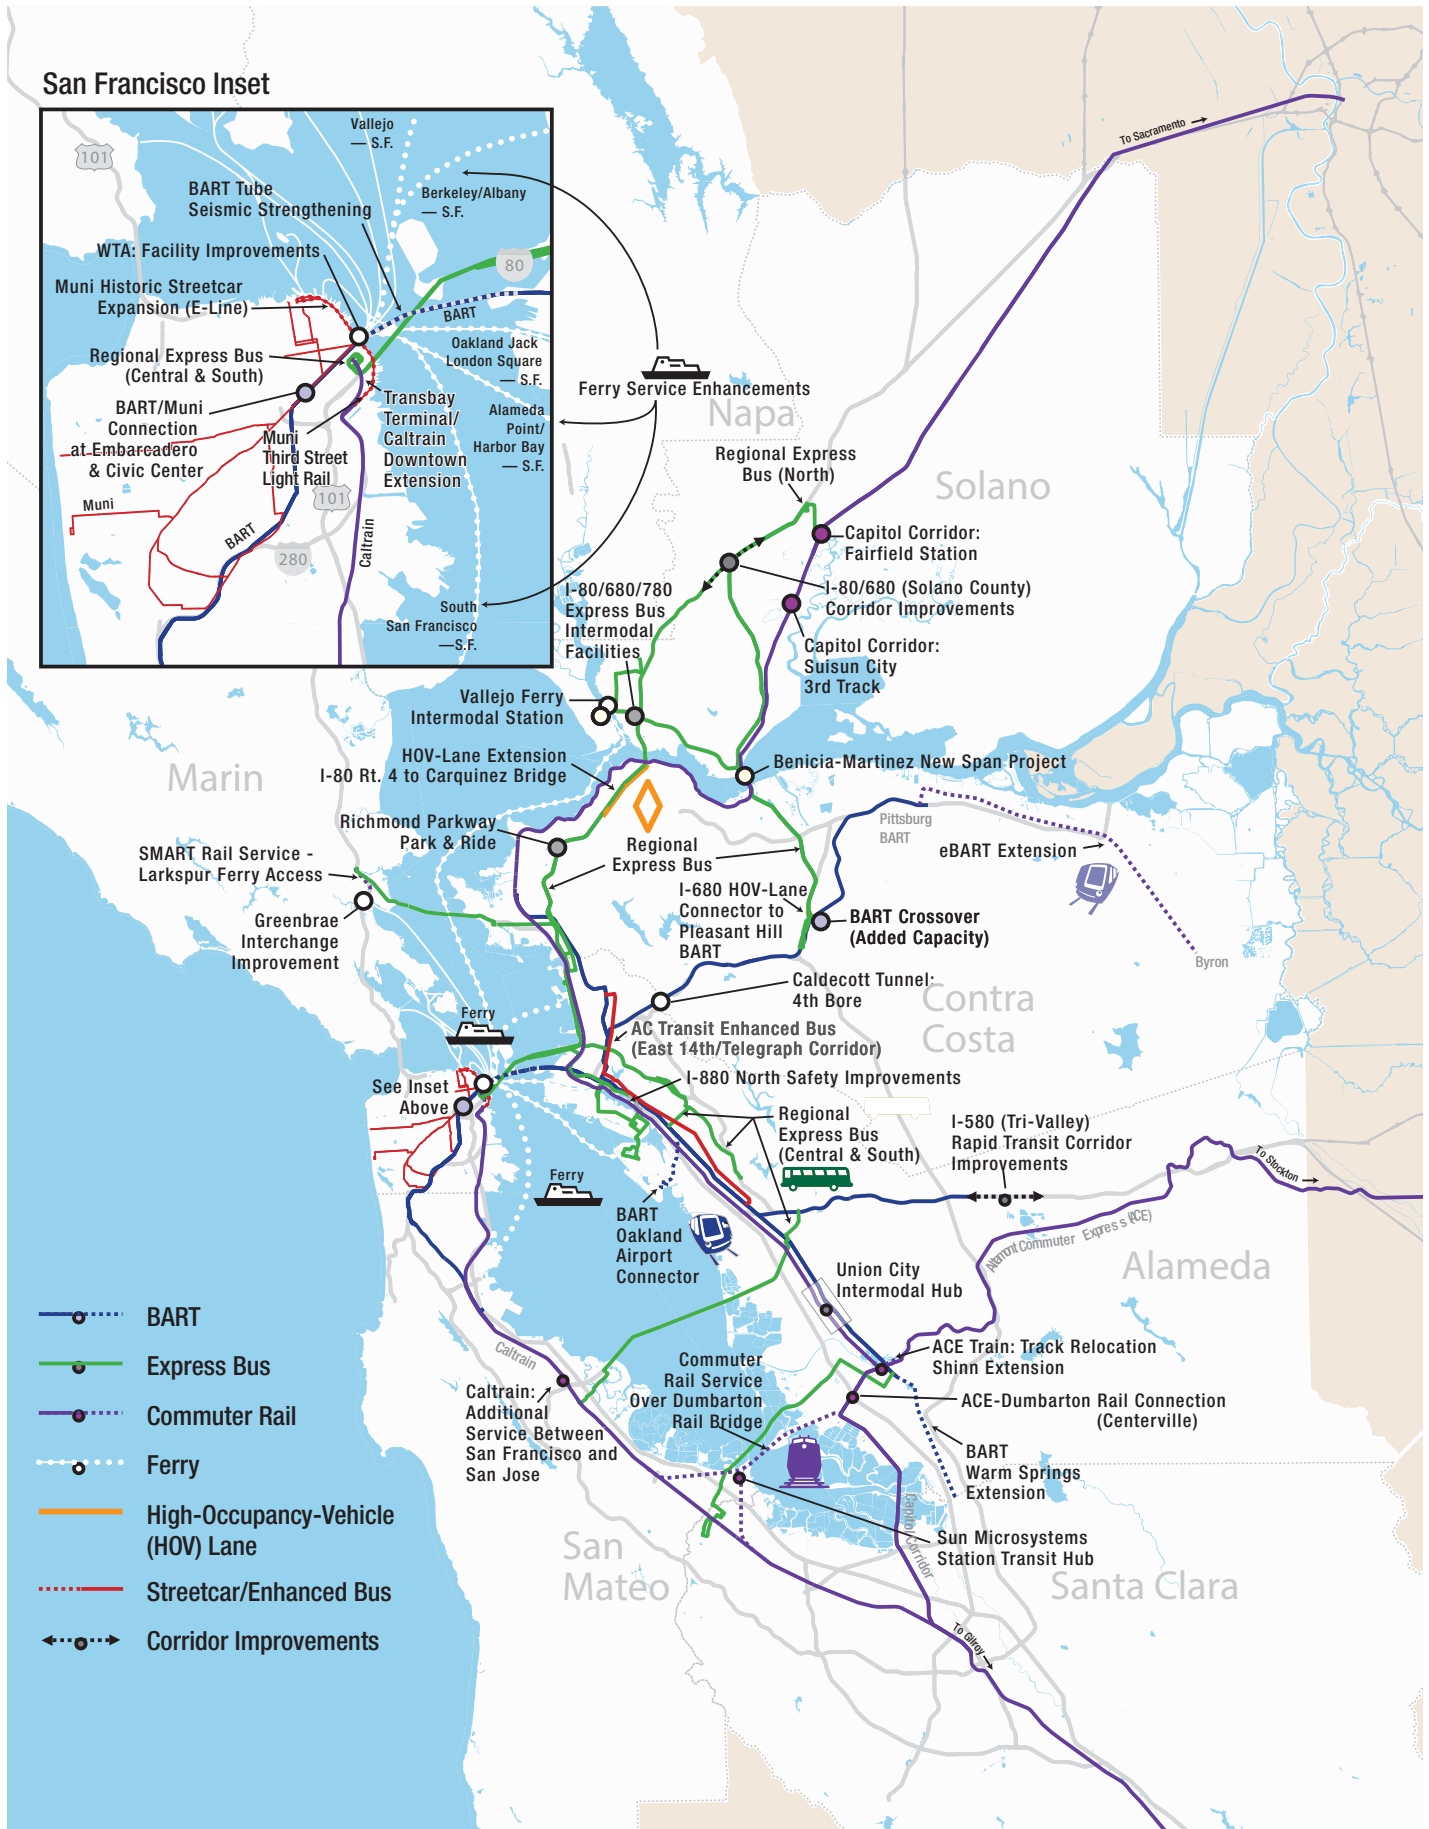 San Francisco Inset
101
Vallejo
— S.F.
Berkeley/Albany
— S.F.
BART Tube
Seismic Strengthening
WTA: Facility Improvements
80
Muni Historic Streetcar
Expansion (E-Line)
BART
Oakland Jack
London Square
— S.F.
Regional Express Bus
(Central & South)
BART/Muni
Connection
at Embarcadero
& Civic Center
Transbay
Terminal/
Caltrain
Downtown
Extension
Alameda
Point/
Harbor Bay
— S.F.
Muni
Third Street
Light Rail
101
Muni
BART
280
Caltrain
South
San Francisco
—S.F.
To Sacramento
Ferry Service Enhancements
Napa
Regional Express
Bus (North)
Solano
Capitol Corridor:
Fairfield Station
I-80/680/780
Express Bus
Intermodal
Facilities
I-80/680 (Solano County)
Corridor Improvements
Capitol Corridor:
Suisun City
3rd Track
Vallejo Ferry
Intermodal Station
HOV-Lane Extension
I-80 Rt. 4 to Carquinez Bridge
Benicia-Martinez New Span Project
Marin
Richmond Parkway
Park & Ride
Pittsburg
BART
eBART Extension
Regional
Express Bus
SMART Rail Service -
Larkspur Ferry Access
I-680 HOV-Lane
Connector to
Pleasant Hill
BART
BART Crossover
(Added Capacity)
Greenbrae
Interchange
Improvement
Byron
Caldecott Tunnel:
4th Bore
Contra
Costa
Ferry
AC Transit Enhanced Bus
(East 14th/Telegraph Corridor)
See Inset
Above
I-880 North Safety Improvements
Regional
Express Bus
(Central & South)
I-580 (Tri-Valley)
Rapid Transit Corridor
Improvements
To Stockton
Ferry
BART
Oakland
Airport
Connector
Altamont Commuter Express (ACE)
Alameda
Union City
Intermodal Hub
BART
Express Bus
Commuter Rail
Ferry
High-Occupancy-Vehicle
(HOV) Lane
Streetcar/Enhanced Bus
Corridor Improvements
Caltrain
ACE Train: Track Relocation
Shinn Extension
Commuter
Rail Service
Over Dumbarton
Rail Bridge
Caltrain:
Additional
Service Between
San Francisco and
San Jose
ACE-Dumbarton Rail Connection
(Centerville)
BART
Warm Springs
Extension
Capitol Corridor
Sun Microsystems
Station Transit Hub
San
Mateo
Santa Clara
To Gilroy